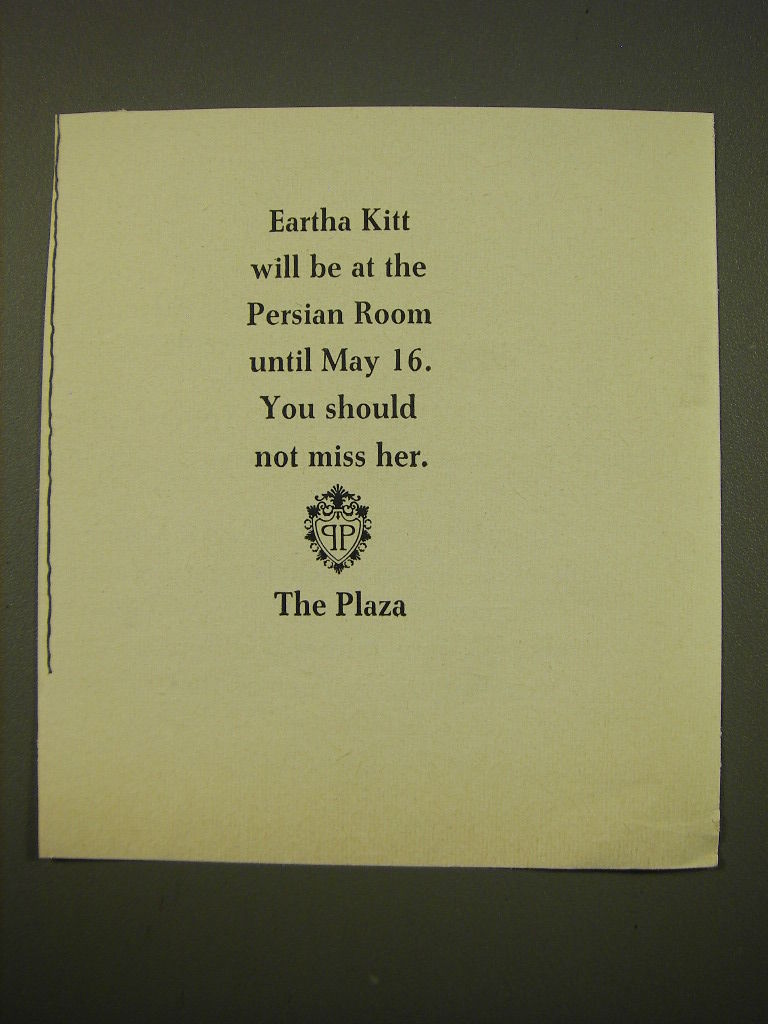 Eartha Kitt
will be at the
Persian Room
until May 16.
You should
not miss her.
PP
The Plaza